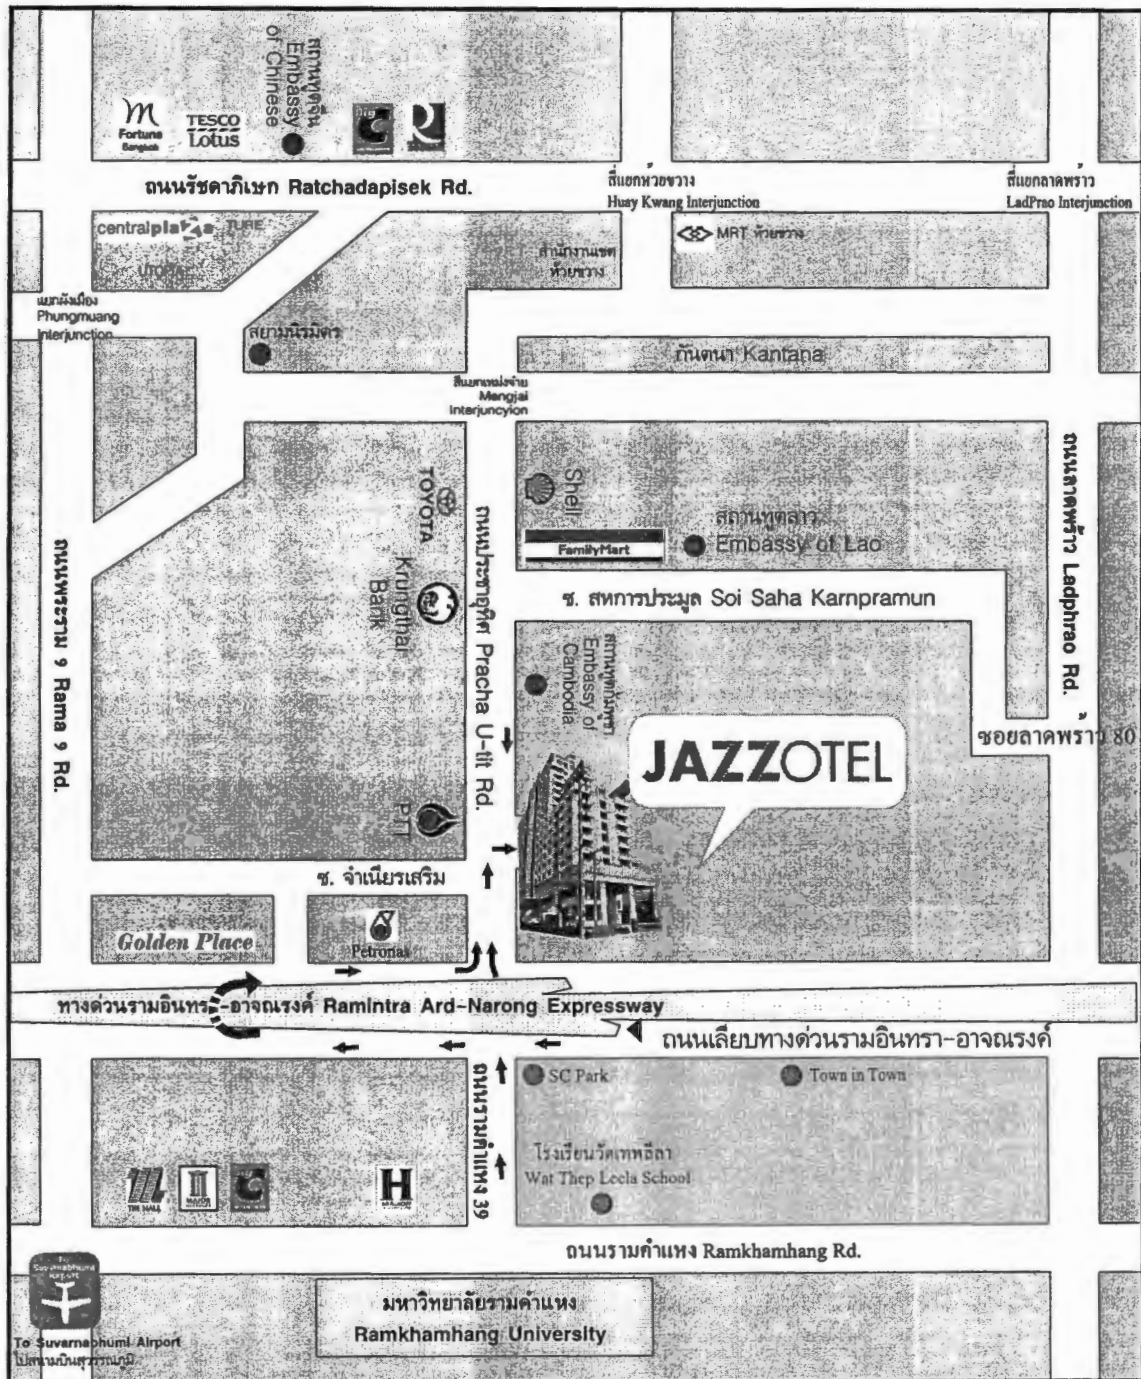 สถานทูตจีน
Embassy
of Chinese
Fortune
Bangkok
TESCO
Lotus
ถนนรัชดาภิเษก Ratchadapisek Rd.
สี่แยกห้วยขวาง
Huay Kwang Interjunction
สี่แยกลาดพร้าว
LadPrao Interjunction
centralplaza
TURE
UTOPIA
สำนักงานเขต
ห้วยขวาง
MRT ห้วยขวาง
แยกผังเมือง
Phungmuang
Interjunction
สยามนิรมิตร
กันตนา Kantana
สี่แยกเหม่งจ๋าย
Mengjai
Interjuncyion
TOYOTA
Shell
FamilyMart
สถานทูตลาว
Embassy of Lao
ถนนลาดพร้าว Ladphrao Rd.
ถนนพระราม 9 Rama 9 Rd.
Krungthai
Bank
ถนนประชาอุทิศ Pracha U-tit Rd.
ซ. สหการประมูล Soi Saha Karnpramun
สถานทูตกัมพูชา
Embassy of
Cambodia
JAZZOTEL
ซอยลาดพร้าว 80
PTT
ซ. จำเนียรเสริม
Golden Place
Petronas
ทางด่วนรามอินทรา-อาจณรงค์ Ramintra Ard-Narong Expressway
ถนนเลียบทางด่วนรามอินทรา-อาจณรงค์
ถนนรามคำแหง 39
SC Park
Town in Town
โรงเรียนวัดเทพลีลา
Wat Thep Leela School
THE MALL
MAJOR
H
ถนนรามคำแหง Ramkhamhang Rd.
To
Suvarnabhumi
Airport
มหาวิทยาลัยรามคำแหง
Ramkhamhang University
To Suvarnabhumi Airport
ไปสนามบินสุวรรณภูมิ